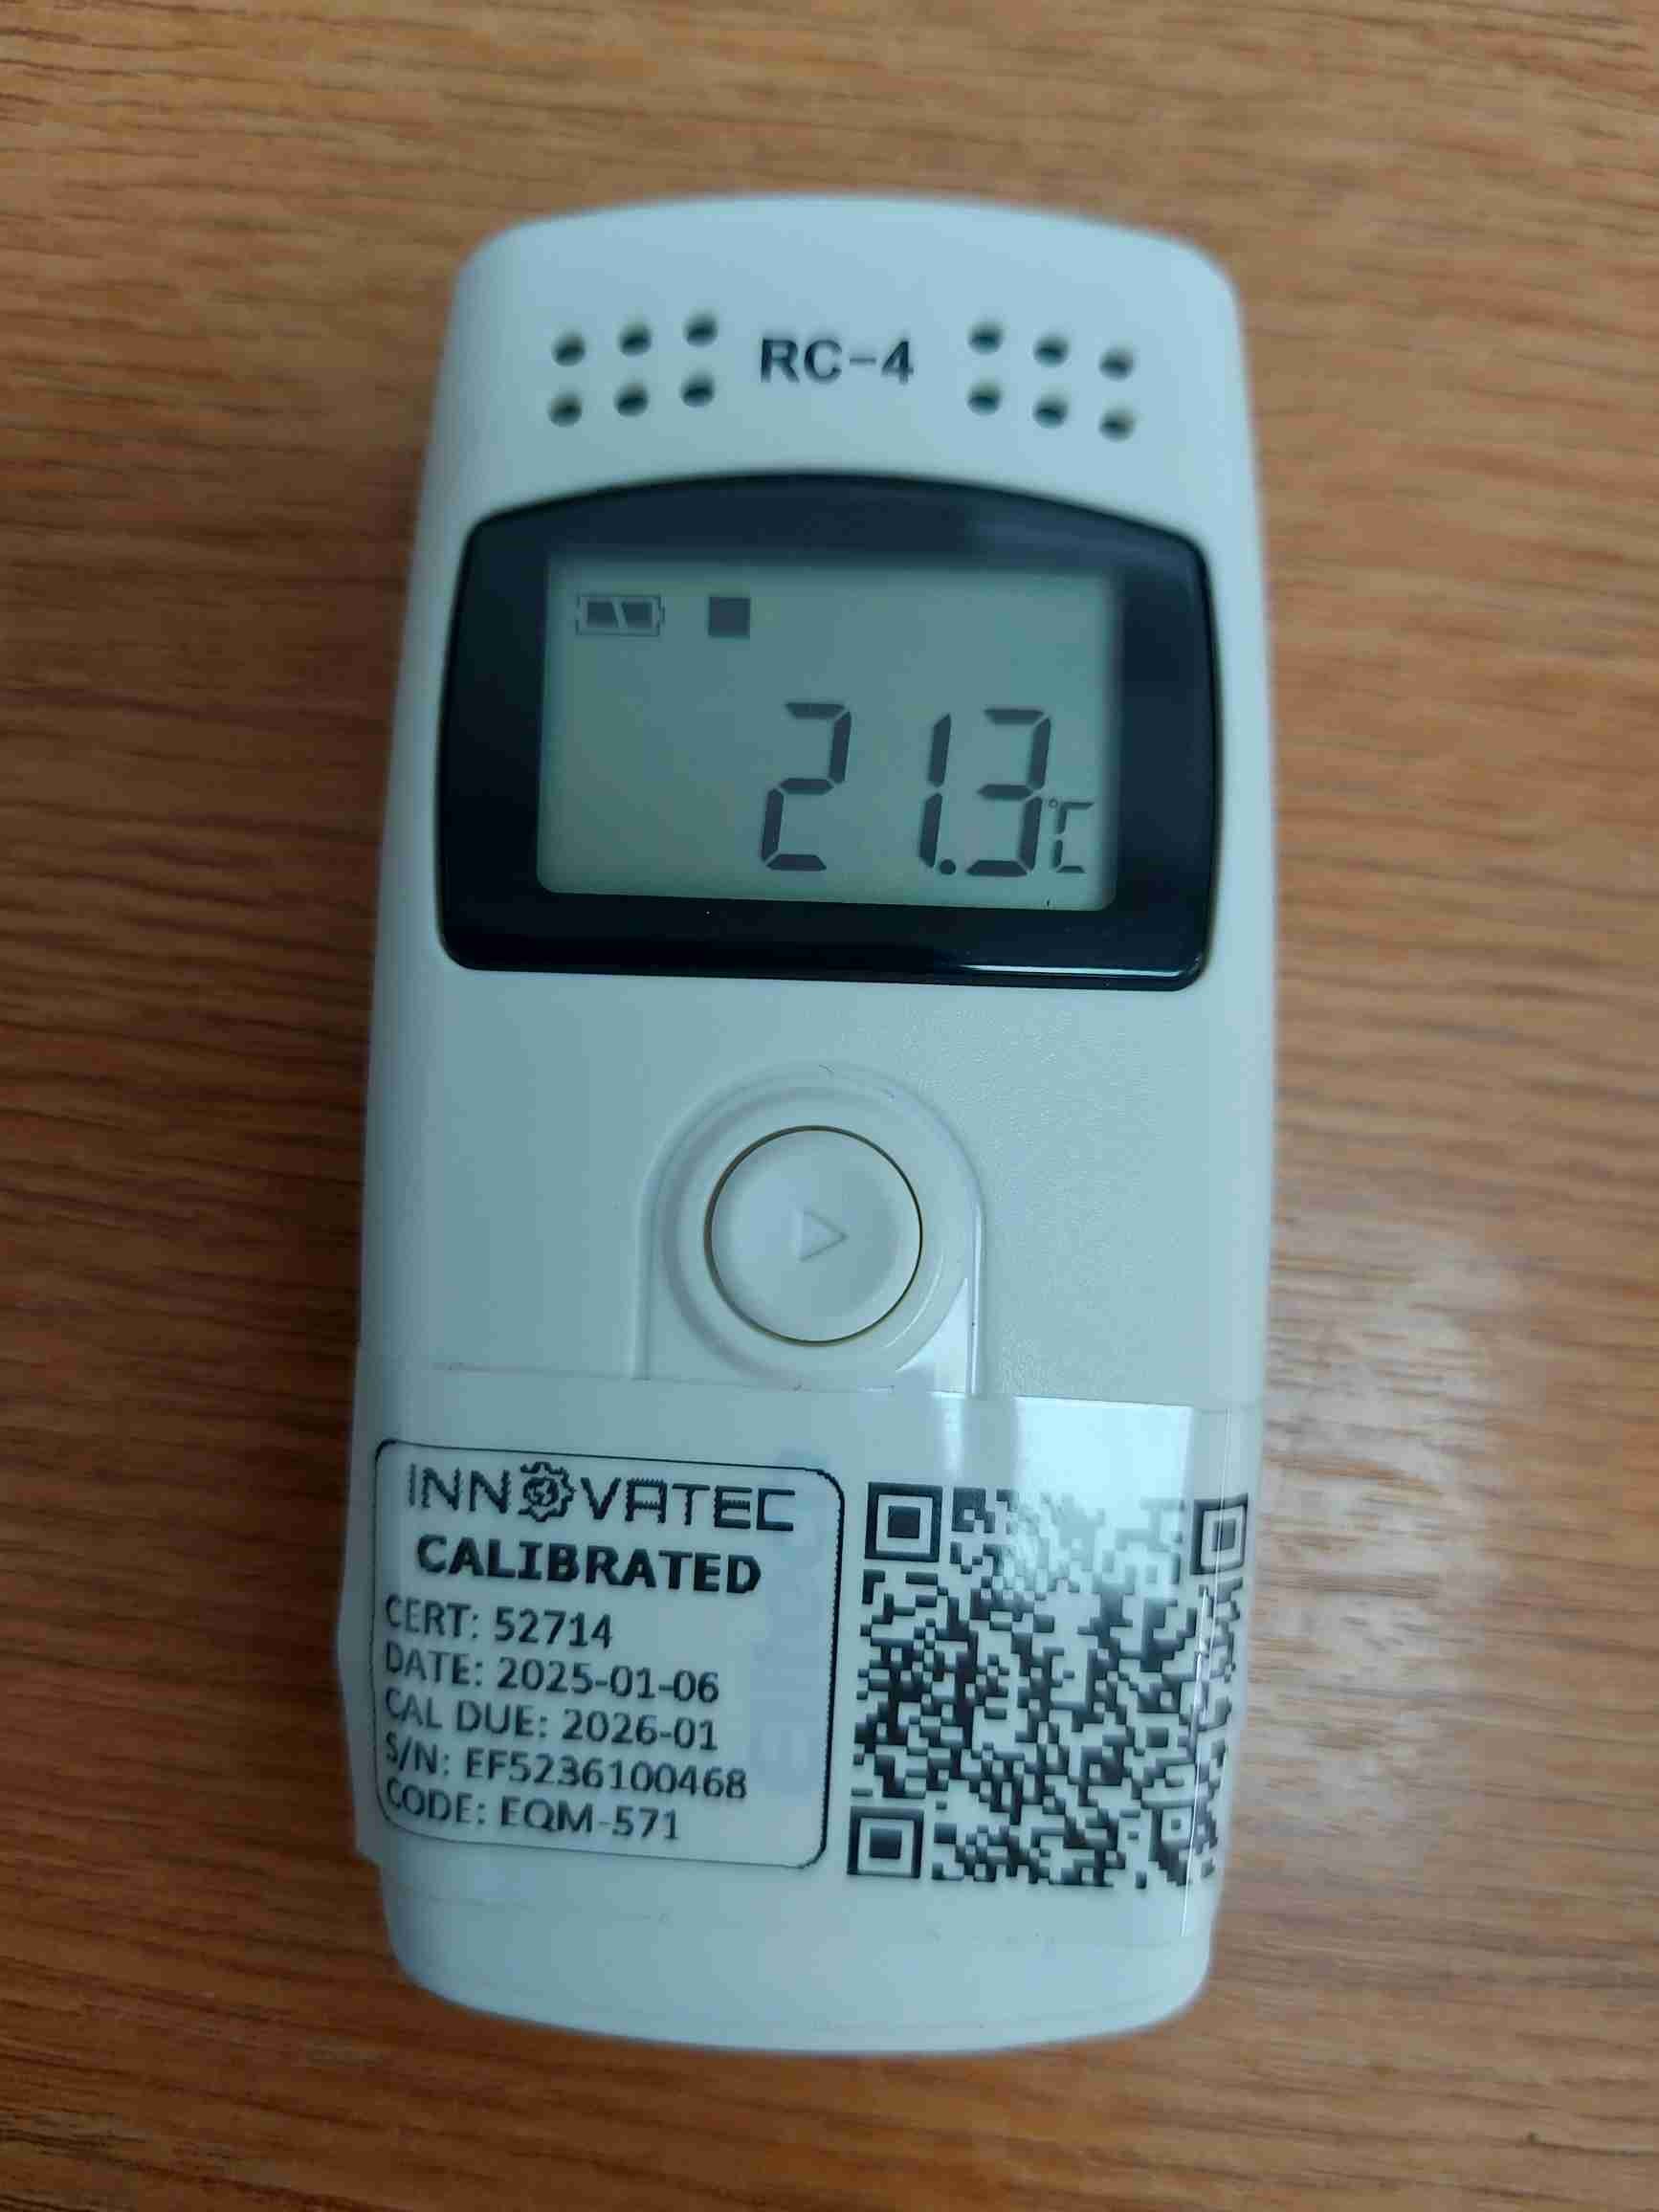 RC-4
21.3°C
INNOVATEC
CALIBRATED
CERT: 52714
DATE: 2025-01-06
CAL DUE: 2026-01
S/N: EF5236100468
CODE: EQM-571